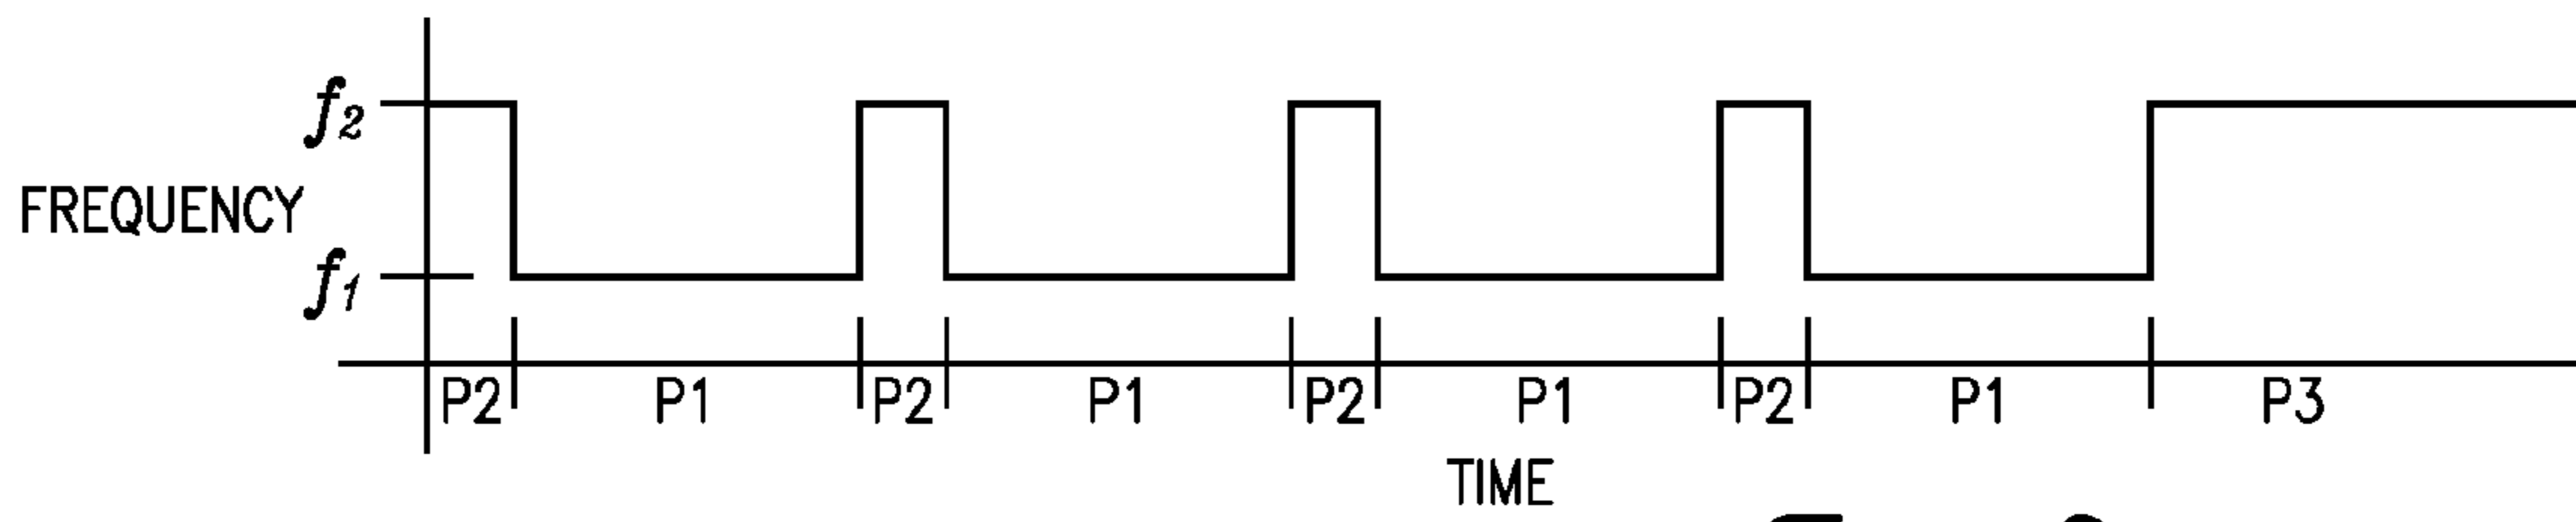 f2
FREQUENCY
f1
P2 P1 P2 P1 P2 P1 P2 P1 P3
TIME